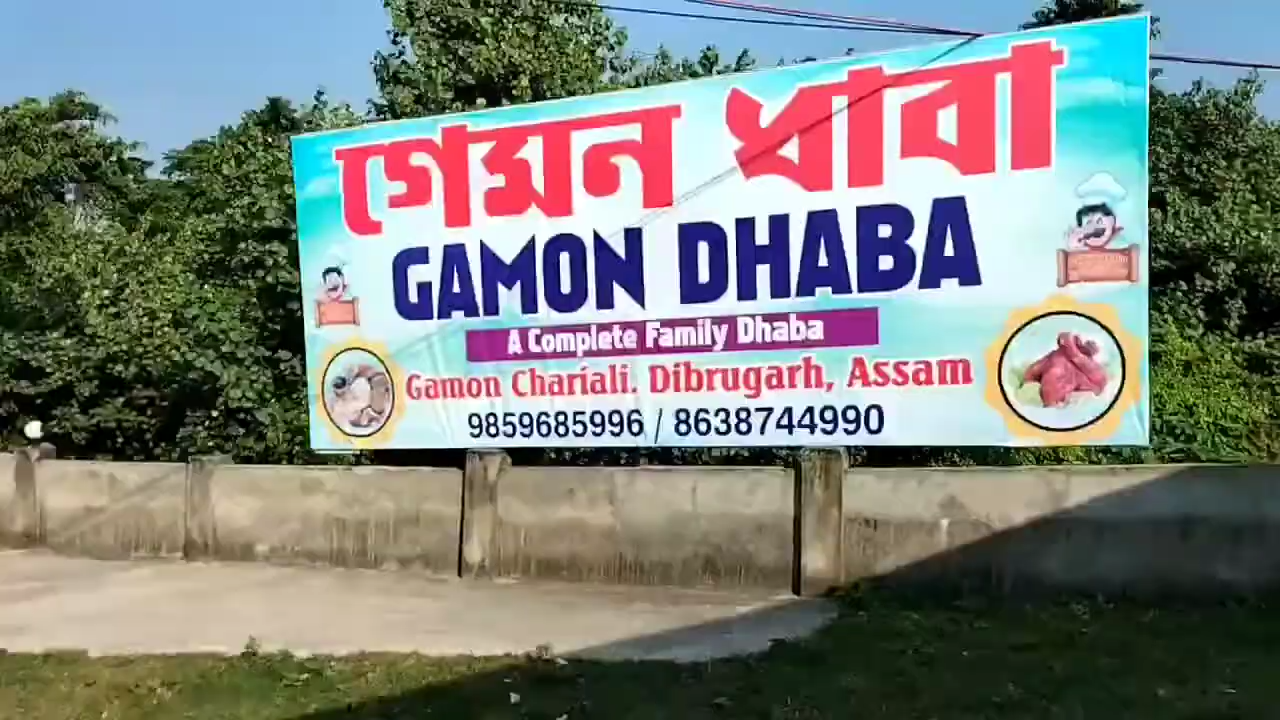 গেমন ধাবা
GAMON DHABA
A Complete Family Dhaba
Gamon Chariali. Dibrugarh, Assam
9859685996 / 8638744990